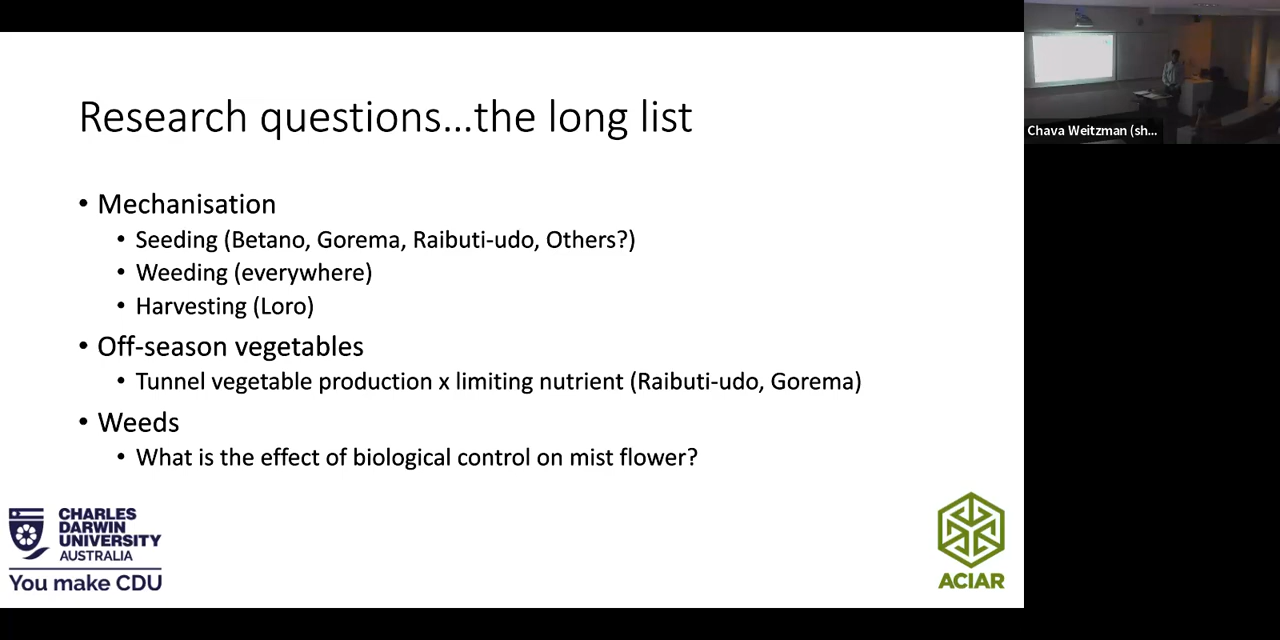 Research questions...the long list
• Mechanisation
• Seeding (Betano, Gorema, Raibuti-udo, Others?)
• Weeding (everywhere)
• Harvesting (Loro)
• Off-season vegetables
• Tunnel vegetable production x limiting nutrient (Raibuti-udo, Gorema)
• Weeds
• What is the effect of biological control on mist flower?
CHARLES
DARWIN
UNIVERSITY
AUSTRALIA
You make CDU
ACIAR
Chava Weitzman (sh...